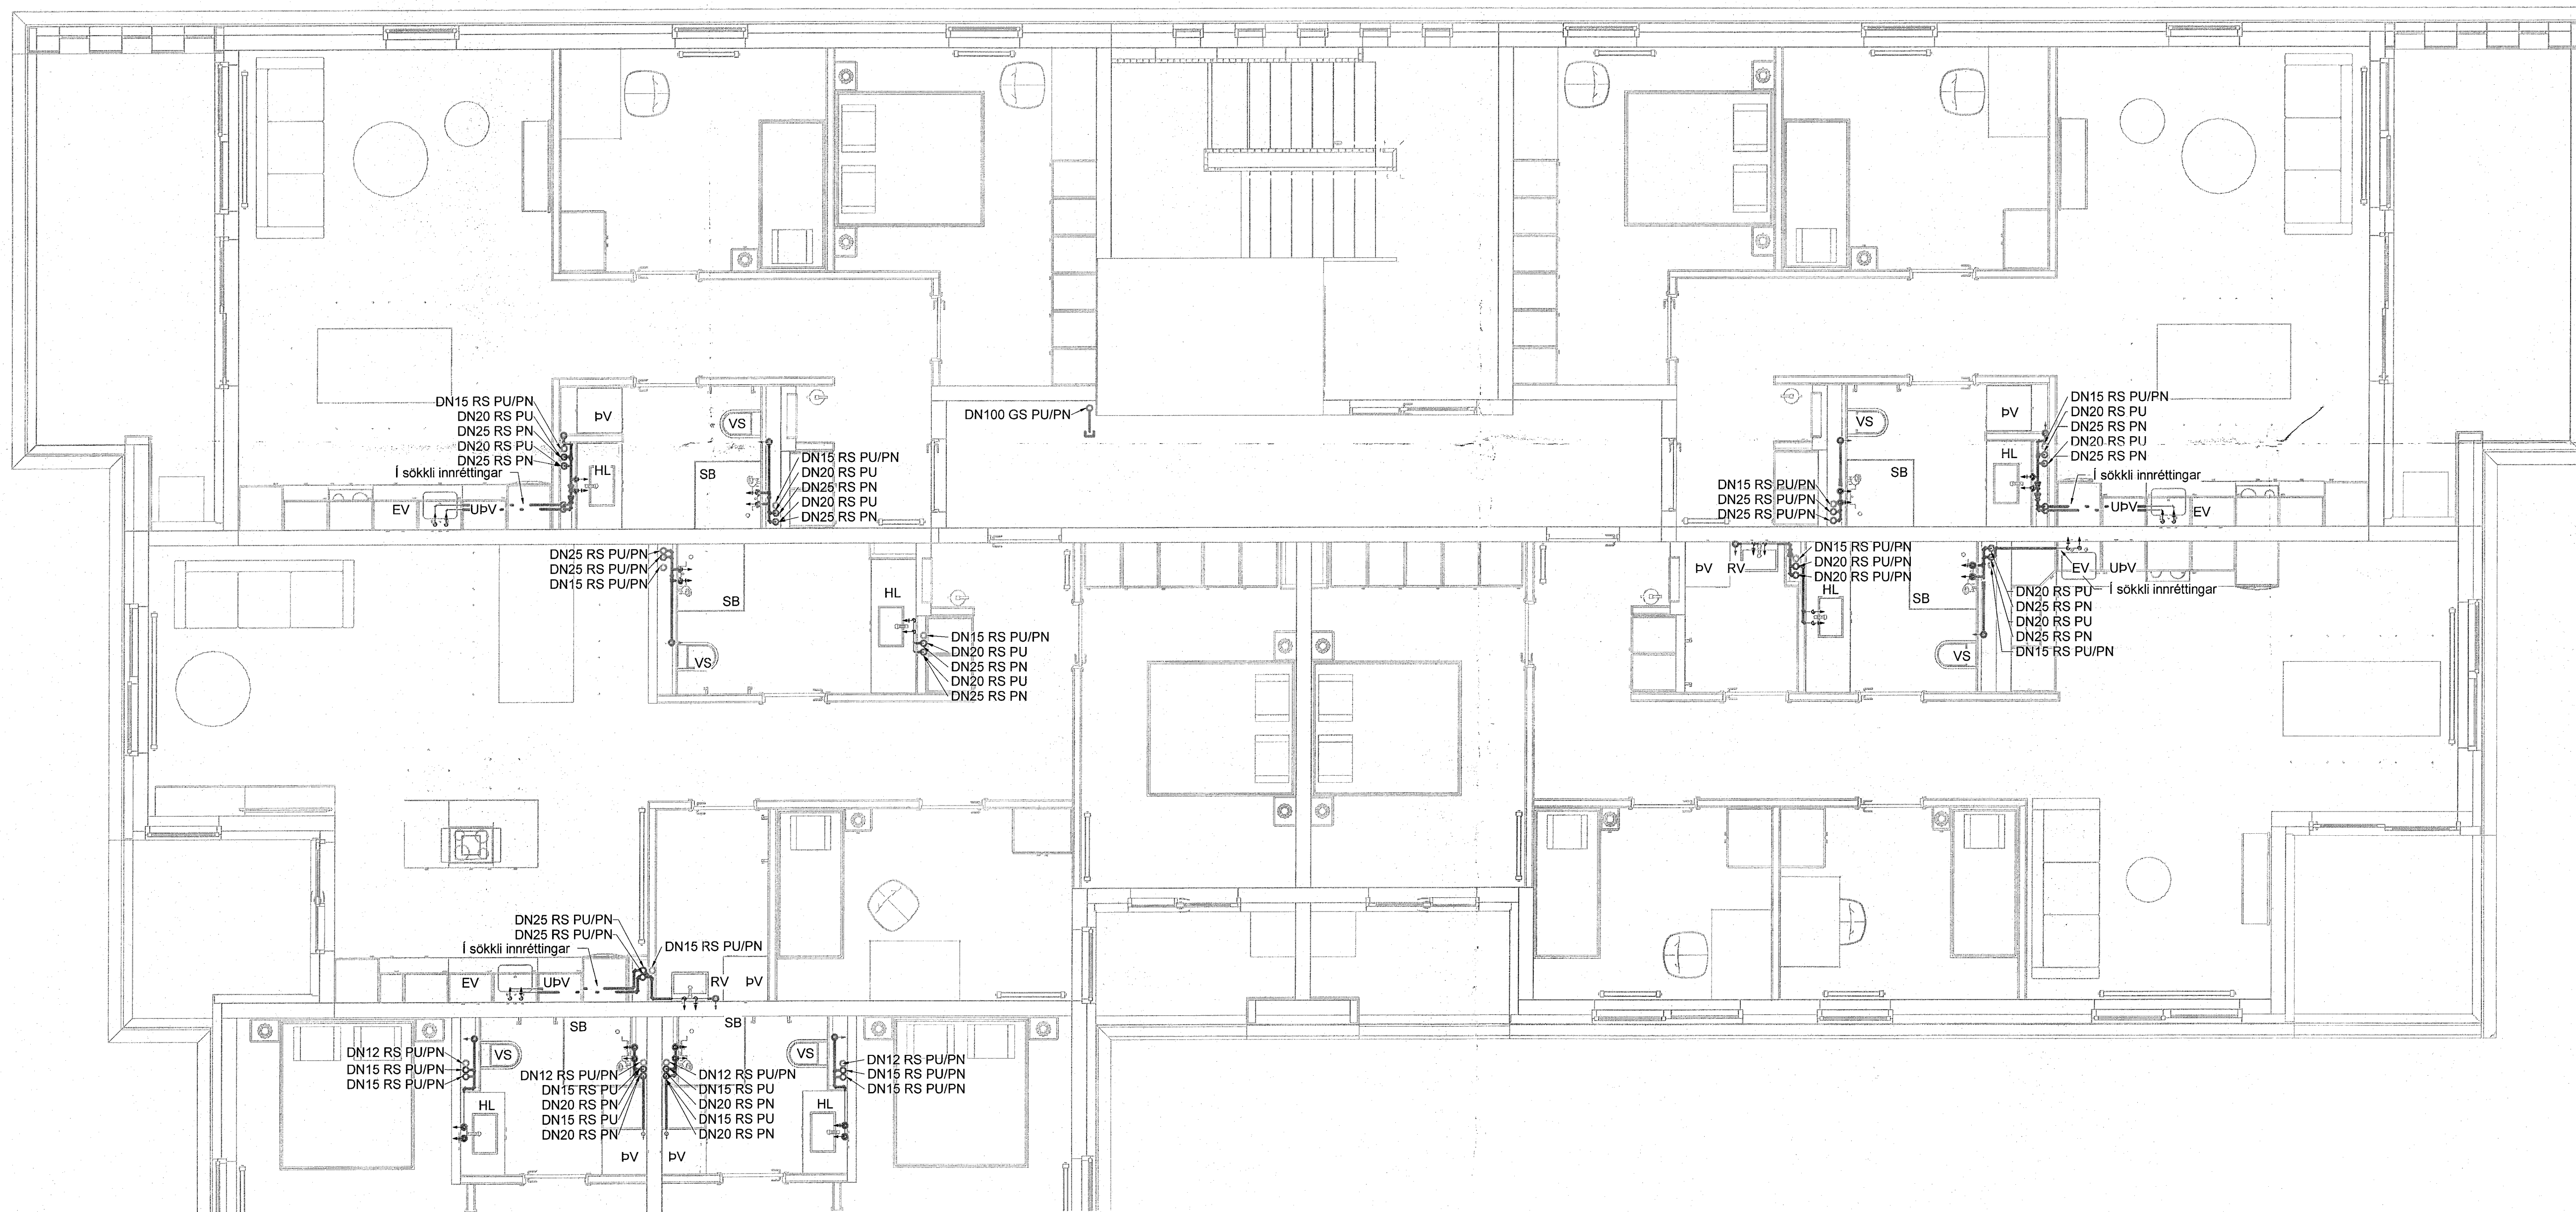 DN15 RS PU/PN
DN20 RS PU
DN25 RS PN
DN20 RS PU
DN25 RS PN
Í sökkli innréttingar
ÞV
HL
EV
UÞV
VS
SB
DN15 RS PU/PN
DN20 RS PU
DN25 RS PN
DN20 RS PU
DN25 RS PN
DN100 GS PU/PN
DN15 RS PU/PN
DN25 RS PU/PN
DN25 RS PU/PN
VS
SB
ÞV
HL
DN15 RS PU/PN
DN20 RS PU
DN25 RS PN
DN20 RS PU
DN25 RS PN
Í sökkli innréttingar
UÞV
EV
DN25 RS PU/PN
DN25 RS PU/PN
DN15 RS PU/PN
SB
VS
HL
DN15 RS PU/PN
DN20 RS PU
DN25 RS PN
DN20 RS PU
DN25 RS PN
ÞV
RV
DN15 RS PU/PN
DN20 RS PU/PN
DN20 RS PU/PN
HL
SB
VS
EV
UÞV
Í sökkli innréttingar
DN20 RS PU
DN25 RS PN
DN20 RS PU
DN25 RS PN
DN15 RS PU/PN
DN25 RS PU/PN
DN25 RS PU/PN
Í sökkli innréttingar
DN15 RS PU/PN
EV
UÞV
RV
ÞV
DN12 RS PU/PN
DN15 RS PU/PN
DN15 RS PU/PN
VS
SB
HL
DN12 RS PU/PN
DN15 RS PU
DN20 RS PN
DN15 RS PU
DN20 RS PN
ÞV
SB
DN12 RS PU/PN
DN15 RS PU
DN20 RS PN
DN15 RS PU
DN20 RS PN
ÞV
VS
HL
DN12 RS PU/PN
DN15 RS PU/PN
DN15 RS PU/PN